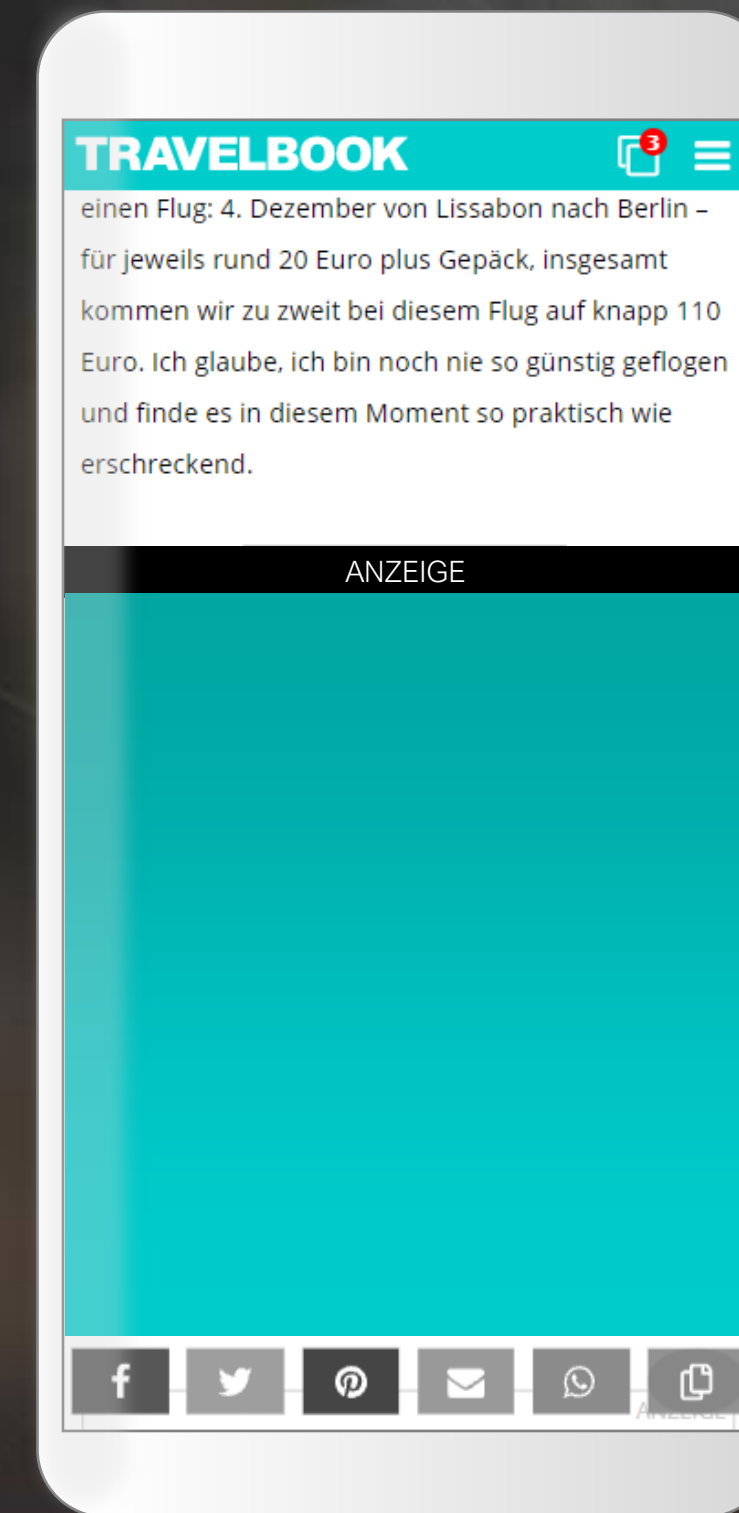 TRAVELBOOK
3
einen Flug: 4. Dezember von Lissabon nach Berlin –
für jeweils rund 20 Euro plus Gepäck, insgesamt
kommen wir zu zweit bei diesem Flug auf knapp 110
Euro. Ich glaube, ich bin noch nie so günstig geflogen
und finde es in diesem Moment so praktisch wie
erschreckend.
ANZEIGE
ANZEIGE